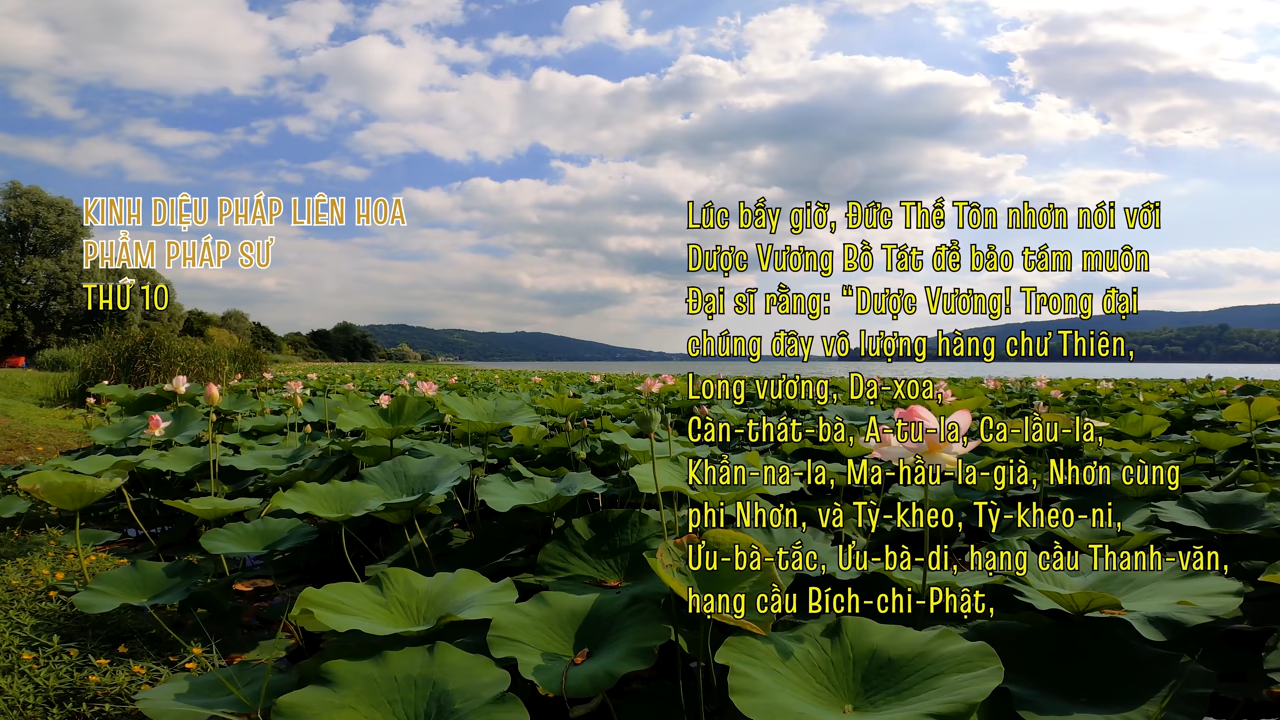 KINH DIỆU PHÁP LIÊN HOA
PHẨM PHÁP SƯ
THỨ 10
Lúc bấy giờ, Đức Thế Tôn nhơn nói với
Dược Vương Bồ Tát để bảo tám muôn
Đại sĩ rằng: “Dược Vương! Trong đại
chúng đây vô lượng hàng chư Thiên,
Long vương, Dạ-xoa,
Càn-thát-bà, A-tu-la, Ca-lầu-la,
Khẩn-na-la, Ma-hầu-la-già, Nhơn cùng
phi Nhơn, và Tỳ-kheo, Tỳ-kheo-ni,
Ưu-bà-tắc, Ưu-bà-di, hạng cầu Thanh-văn,
hạng cầu Bích-chi-Phật,